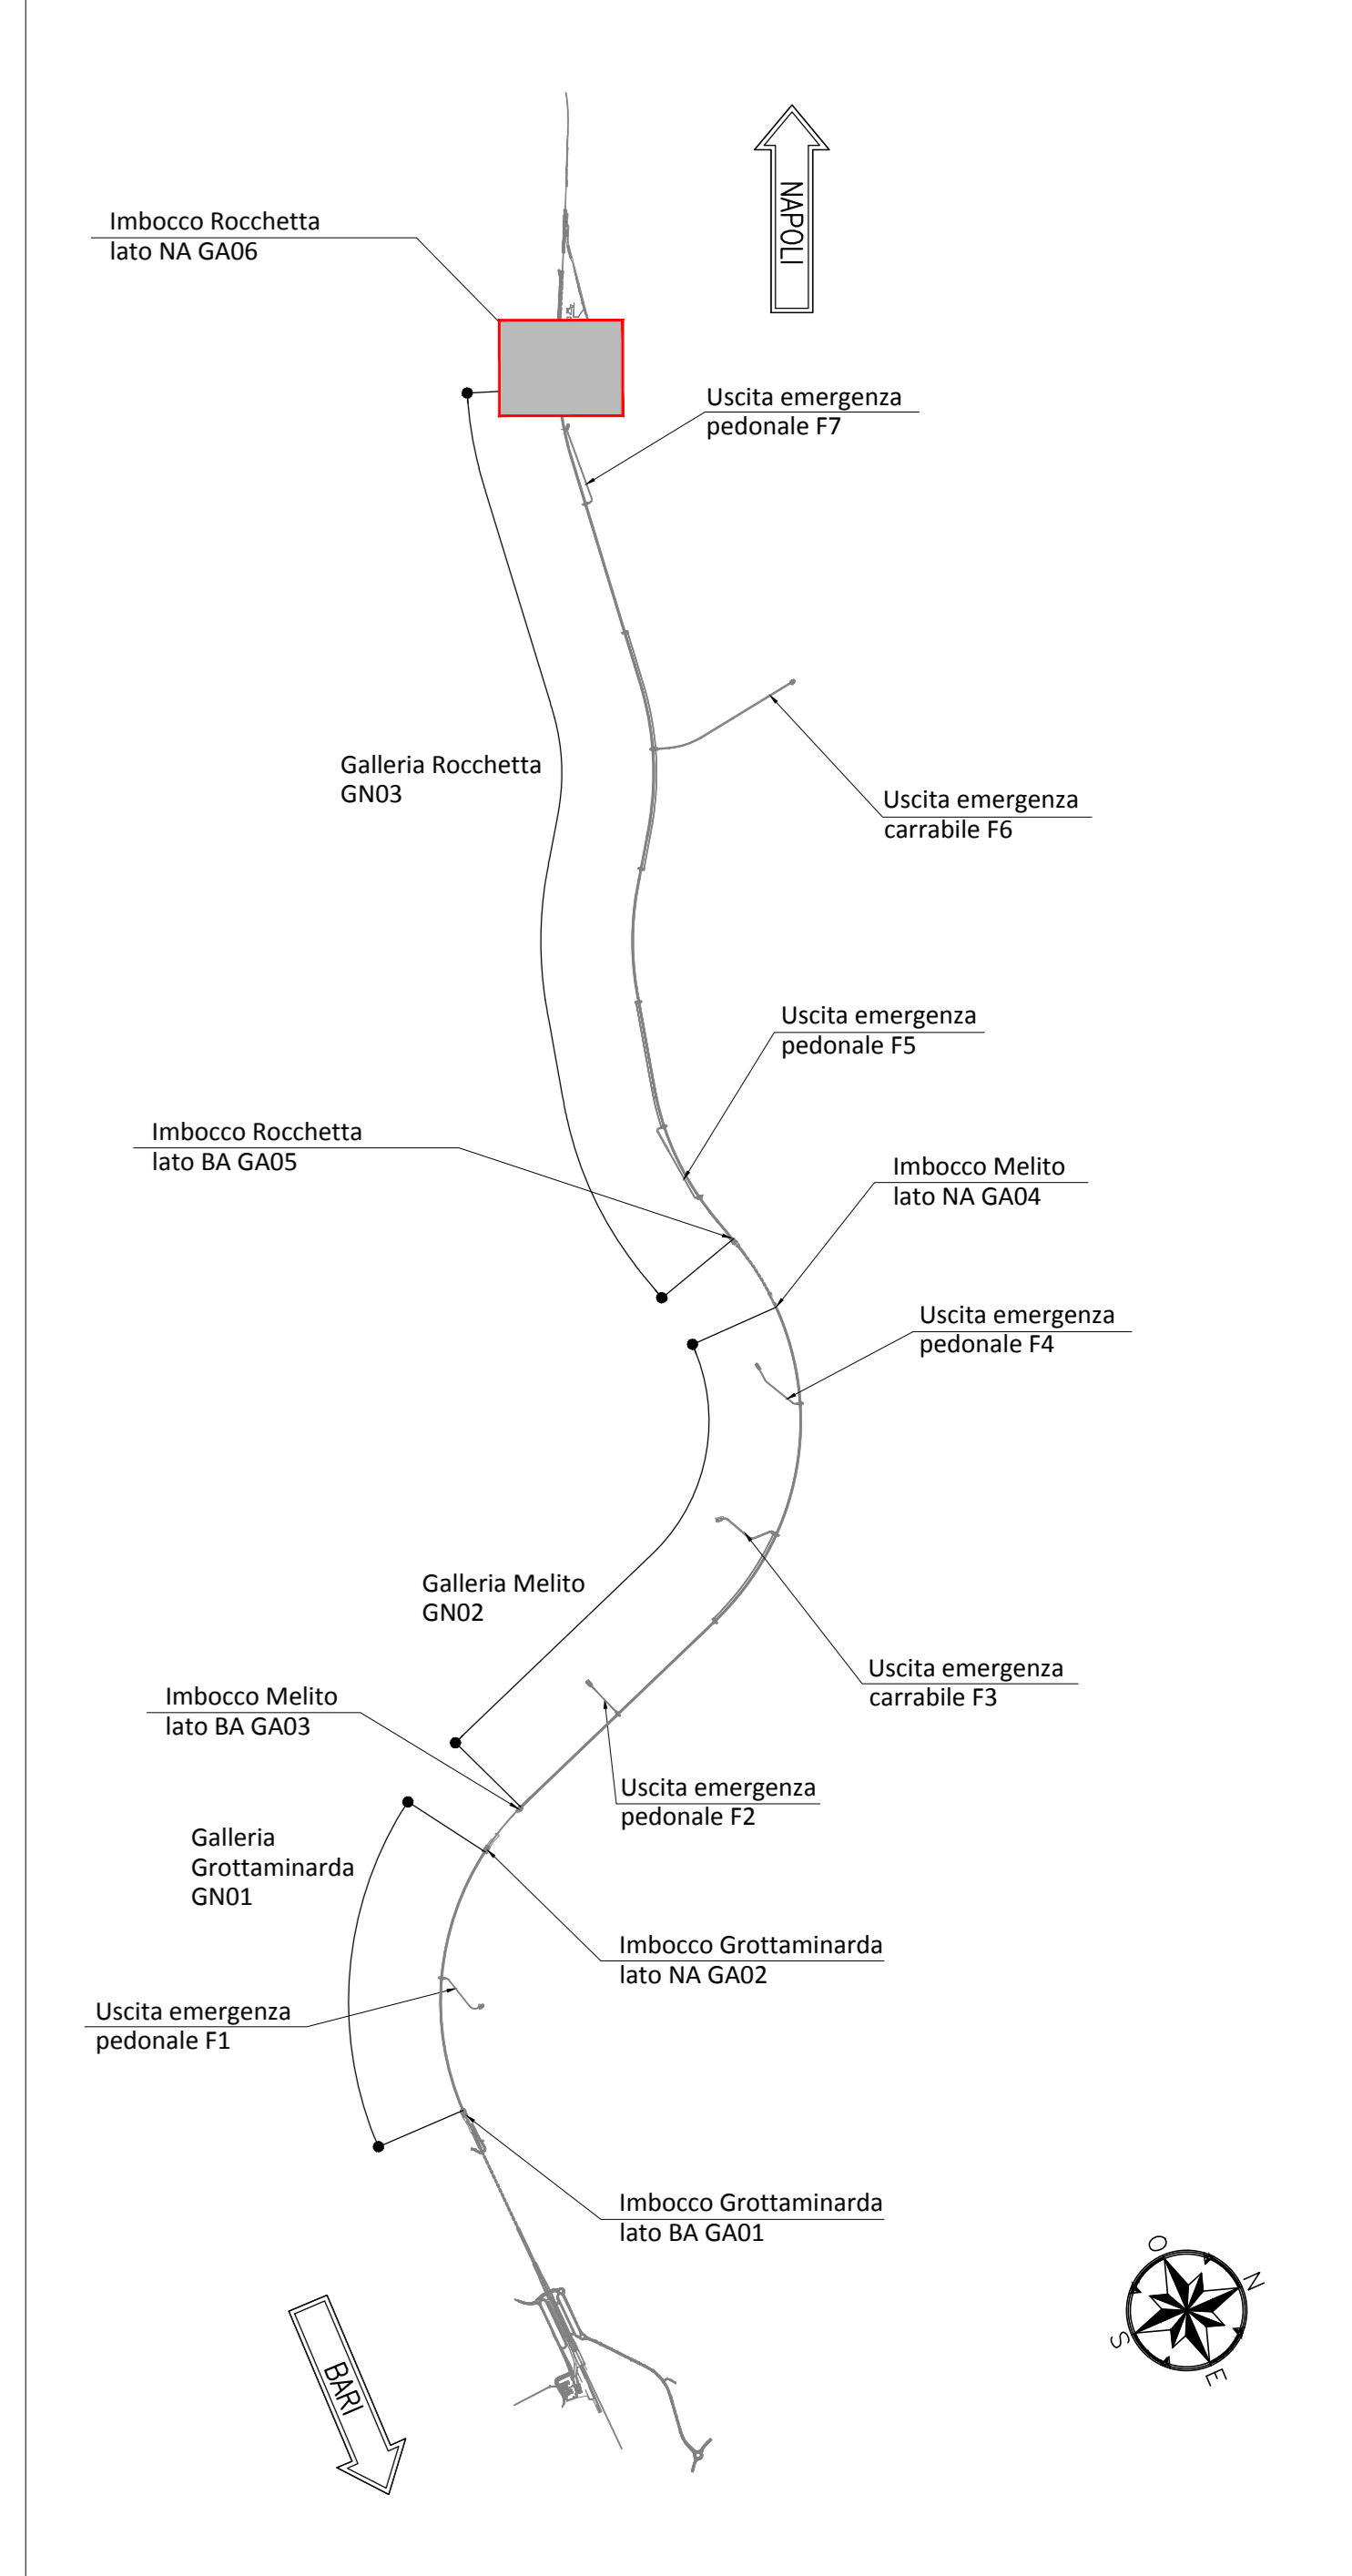 NAPOLI
Imbocco Rocchetta
lato NA GA06
Uscita emergenza
pedonale F7
Galleria Rocchetta
GN03
Uscita emergenza
carrabile F6
Uscita emergenza
pedonale F5
Imbocco Rocchetta
lato BA GA05
Imbocco Melito
lato NA GA04
Uscita emergenza
pedonale F4
Galleria Melito
GN02
Uscita emergenza
carrabile F3
Imbocco Melito
lato BA GA03
Uscita emergenza
pedonale F2
Galleria
Grottaminarda
GN01
Imbocco Grottaminarda
lato NA GA02
Uscita emergenza
pedonale F1
Imbocco Grottaminarda
lato BA GA01
O
N
S
E
BARI